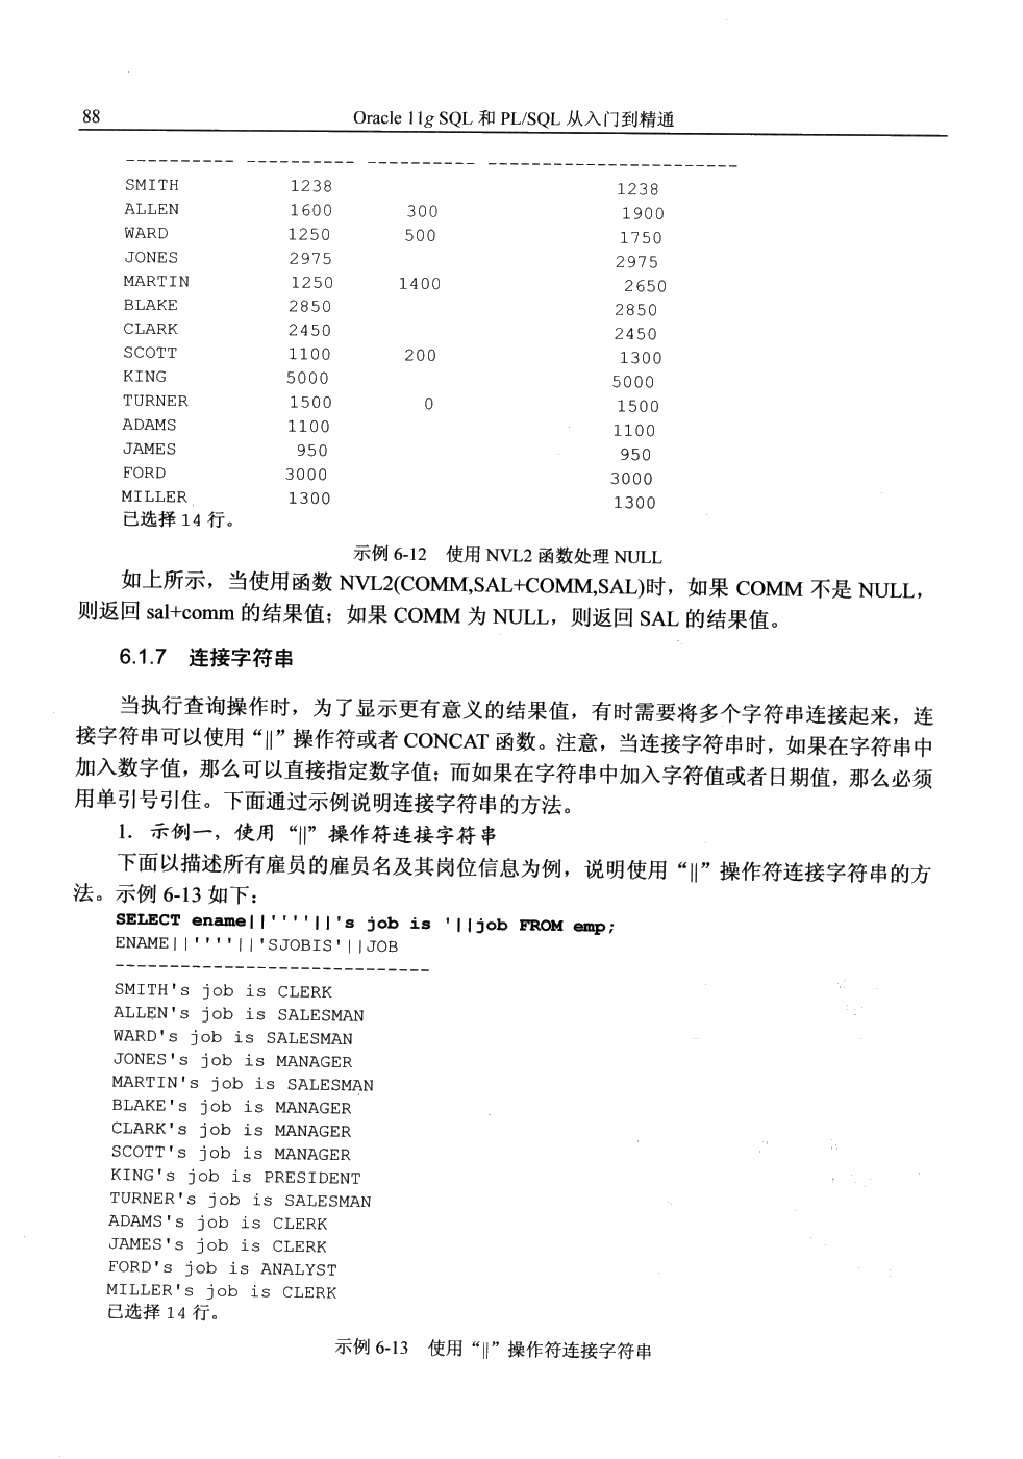 88 Oracle 11g SQL 和 PL/SQL 从入门到精通
---------- ---------- ---------- -----------------------
SMITH 1238 1238
ALLEN 1600 300 1900
WARD 1250 500 1750
JONES 2975 2975
MARTIN 1250 1400 2650
BLAKE 2850 2850
CLARK 2450 2450
SCOTT 1100 200 1300
KING 5000 5000
TURNER 1500 0 1500
ADAMS 1100 1100
JAMES 950 950
FORD 3000 3000
MILLER 1300 1300
已选择 14 行。
示例 6-12 使用 NVL2 函数处理 NULL
如上所示，当使用函数 NVL2(COMM,SAL+COMM,SAL)时，如果 COMM 不是 NULL，
则返回 sal+comm 的结果值；如果 COMM 为 NULL，则返回 SAL 的结果值。
6.1.7 连接字符串
当执行查询操作时，为了显示更有意义的结果值，有时需要将多个字符串连接起来，连
接字符串可以使用“||”操作符或者 CONCAT 函数。注意，当连接字符串时，如果在字符串中
加入数字值，那么可以直接指定数字值；而如果在字符串中加入字符值或者日期值，那么必须
用单引号引住。下面通过示例说明连接字符串的方法。
1. 示例一，使用“||”操作符连接字符串
下面以描述所有雇员的雇员名及其岗位信息为例，说明使用“||”操作符连接字符串的方
法。示例 6-13 如下：
SELECT ename||''''||'s job is '||job FROM emp;
ENAME||''''||'SJOBIS'||JOB
-----------------------------
SMITH's job is CLERK
ALLEN's job is SALESMAN
WARD's job is SALESMAN
JONES's job is MANAGER
MARTIN's job is SALESMAN
BLAKE's job is MANAGER
CLARK's job is MANAGER
SCOTT's job is MANAGER
KING's job is PRESIDENT
TURNER's job is SALESMAN
ADAMS's job is CLERK
JAMES's job is CLERK
FORD's job is ANALYST
MILLER's job is CLERK
已选择 14 行。
示例 6-13 使用“||”操作符连接字符串